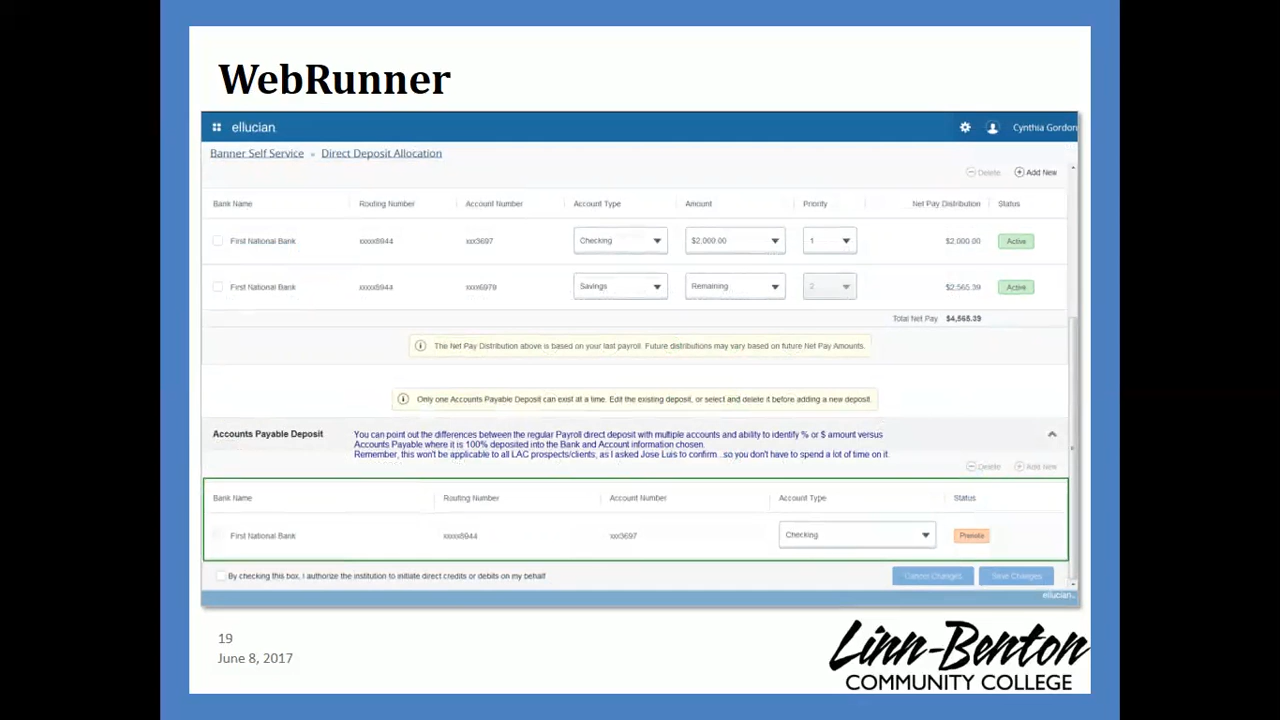 WebRunner
ellucian
Cynthia Gordon
Banner Self Service » Direct Deposit Allocation
Delete Add New
Bank Name Routing Number Account Number Account Type Amount Priority Net Pay Distribution Status
First National Bank xxxxx8944 xxx3697 Checking $2,000.00 1 $2,000.00 Active
First National Bank xxxxx8944 xxx6979 Savings Remaining 2 $2,565.39 Active
Total Net Pay $4,565.39
The Net Pay Distribution above is based on your last payroll. Future distributions may vary based on future Net Pay Amounts.
Only one Accounts Payable Deposit can exist at a time. Edit the existing deposit, or select and delete it before adding a new deposit.
Accounts Payable Deposit
You can point out the differences between the regular Payroll direct deposit with multiple accounts and ability to identify % or $ amount versus
Accounts Payable where it is 100% deposited into the Bank and Account information chosen.
Remember, this won't be applicable to all LAC prospects/clients, as I asked Jose Luis to confirm...so you don't have to spend a lot of time on it.
Delete Add New
Bank Name Routing Number Account Number Account Type Status
First National Bank xxxxx8944 xxx3697 Checking Prenote
By checking this box, I authorize the institution to initiate direct credits or debits on my behalf
Cancel Changes Save Changes
ellucian
19
June 8, 2017
Linn-Benton
COMMUNITY COLLEGE